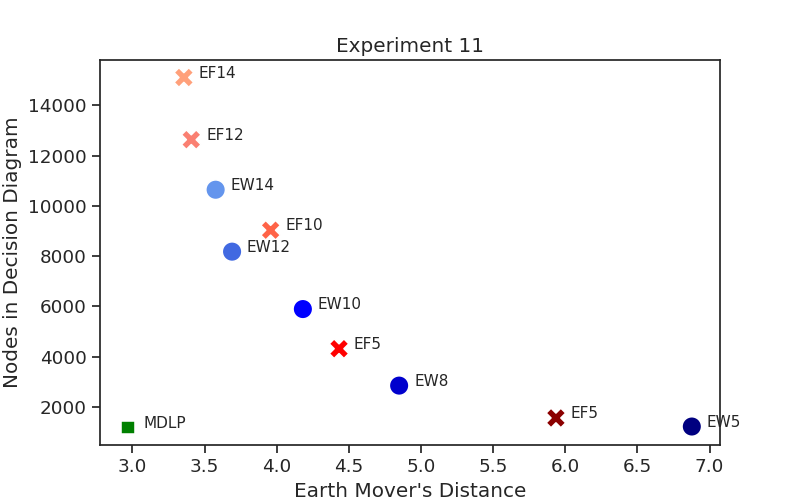 Experiment 11
Nodes in Decision Diagram
14000
12000
10000
8000
6000
4000
2000
EF14
EF12
EW14
EF10
EW12
EW10
EF5
EW8
EF5
MDLP
EW5
3.0 3.5 4.0 4.5 5.0 5.5 6.0 6.5 7.0
Earth Mover's Distance